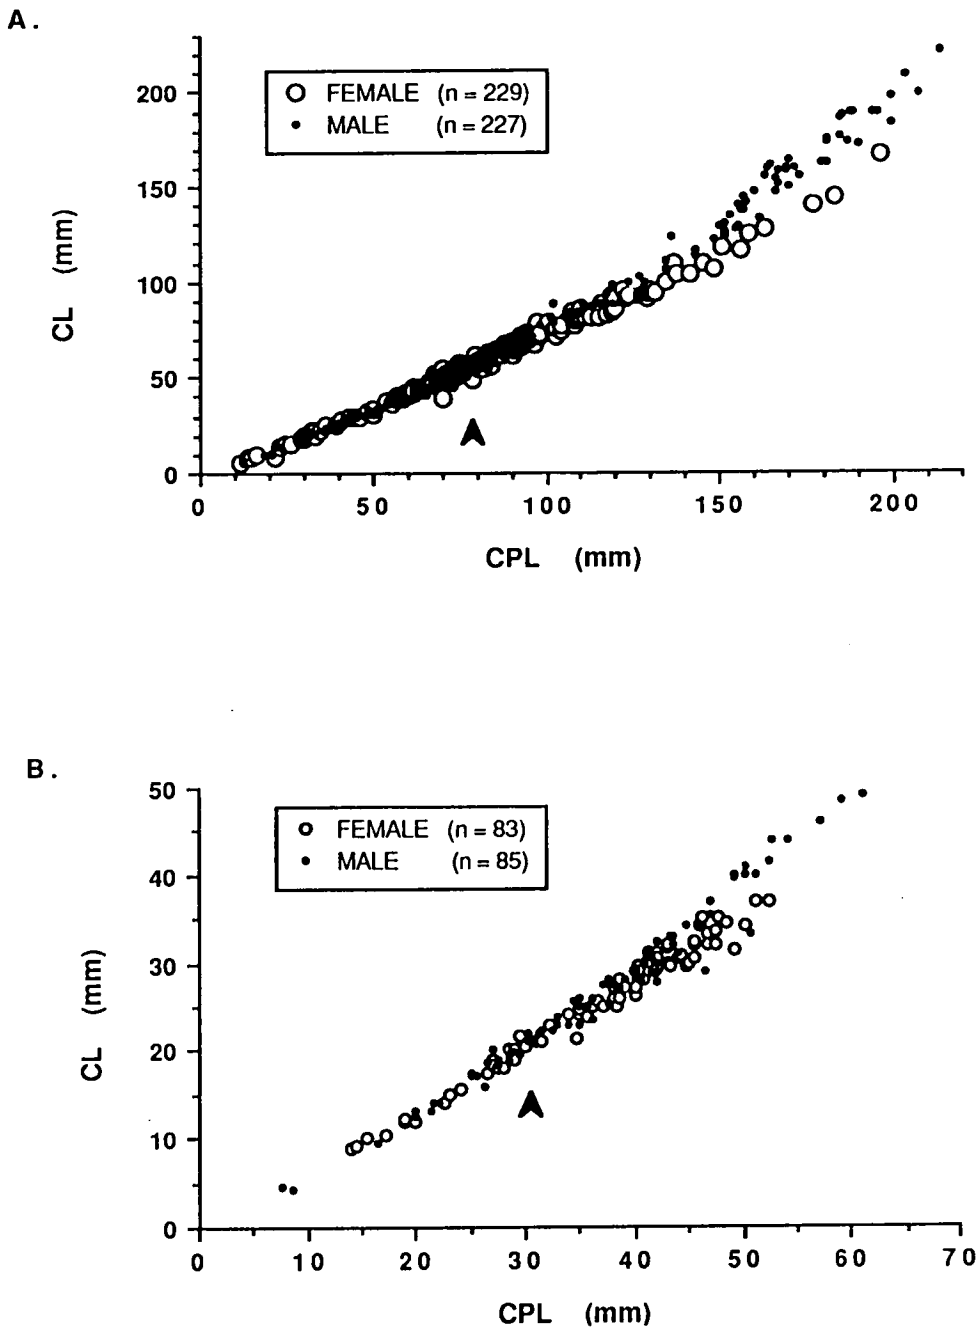 A.
200
150
100
50
0
CL (mm)
FEMALE (n = 229)
MALE (n = 227)
0 50 100 150 200
CPL (mm)
B.
50
40
30
20
10
0
CL (mm)
FEMALE (n = 83)
MALE (n = 85)
0 10 20 30 40 50 60 70
CPL (mm)